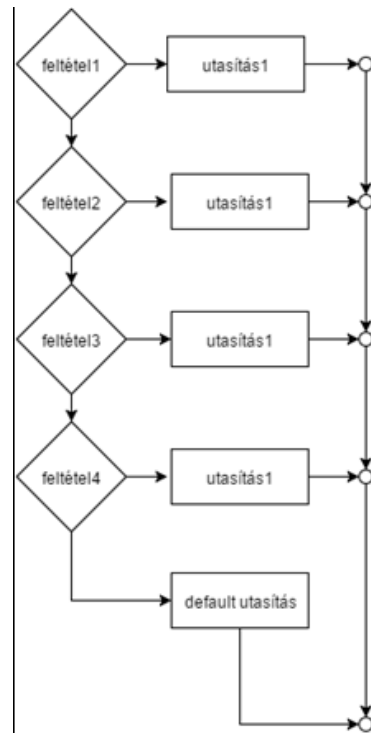 feltétel1
utasítás1
feltétel2
utasítás1
feltétel3
utasítás1
feltétel4
utasítás1
default utasítás